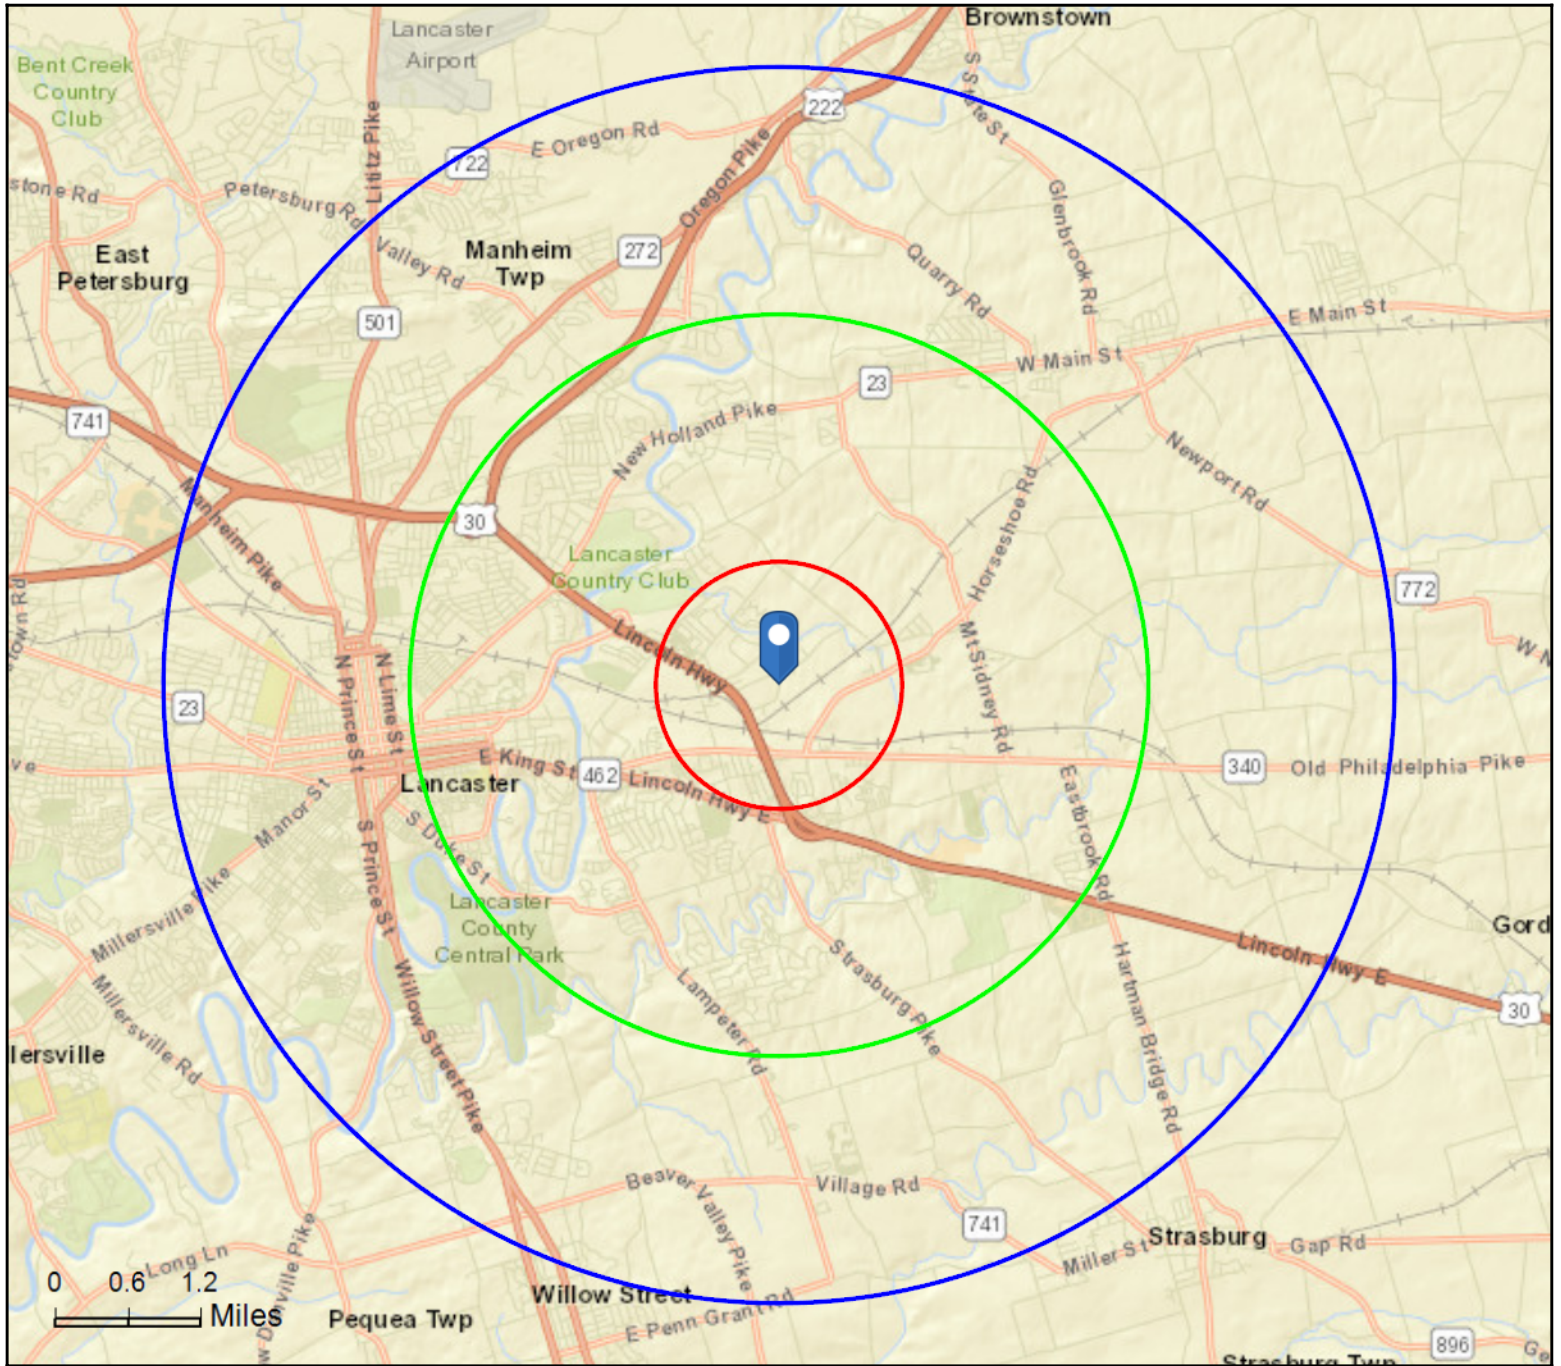 Brownstown
Lancaster
Airport
Bent Creek
Country
Club
S State St
222
Lititz Pike
E Oregon Rd
722
Oregon Pike
stone Rd
Petersburg Rd
Glenbrook Rd
East
Petersburg
Valley Rd
Manheim
Twp
272
Quarry Rd
501
E Main St
W Main St
23
741
New Holland Pike
Newport Rd
Manheim Pike
30
Horseshoe Rd
Lancaster
Country Club
772
town Rd
Lincoln Hwy
Mt Sidney Rd
W N
N Prince St
N Lime St
23
ve
E King St
462
Lincoln Hwy E
340
Old Philadelphia Pike
Lancaster
Manor St
S Duke St
Eastbrook Rd
S Prince St
Millersville Pike
Lancaster
County
Central Park
Gord
Strasburg Pike
Lincoln Hwy E
Hartman Bridge Rd
Willow Street Pike
Lampeter Rd
30
Millersville Rd
lersville
Beaver Valley Pike
Village Rd
741
Miller St
Strasburg
Gap Rd
Long Ln
w Danville Pike
0 0.6 1.2
Miles
Willow Street
Pequea Twp
E Penn Grant Rd
896
Ge
Strasburg Twp